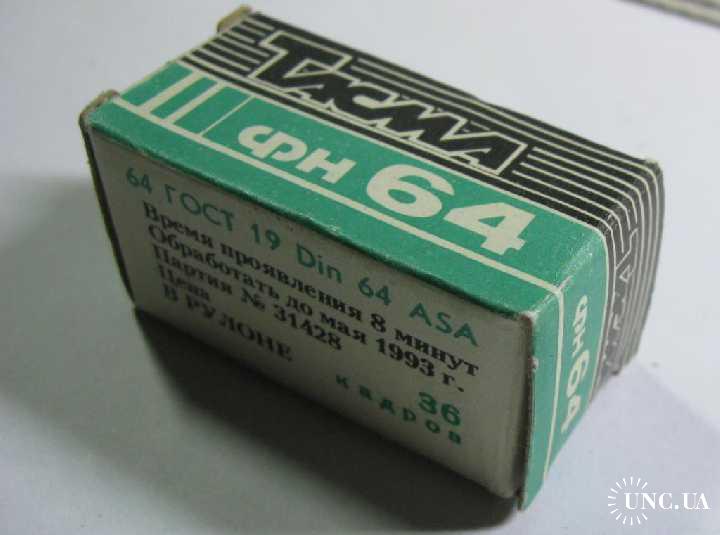 ТАСМА
ФН 64
64 ГОСТ 19 Din 64 ASA
Время проявления 8 минут
Обработать до мая 1993 г.
Партия № 31428
Цена
В РУЛОНЕ
36
кадров
ФН 64
UNC.UA